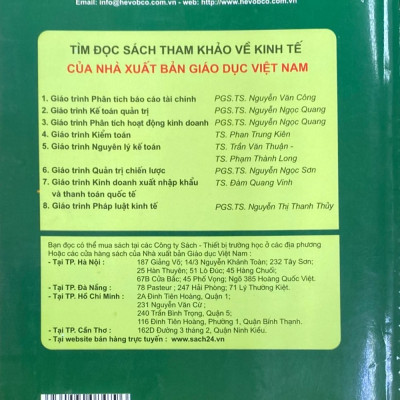 Email: info@hevobco.com.vn - web: http://www.hevobco.com.vn
TÌM ĐỌC SÁCH THAM KHẢO VỀ KINH TẾ
CỦA NHÀ XUẤT BẢN GIÁO DỤC VIỆT NAM
1. Giáo trình Phân tích báo cáo tài chính PGS.TS. Nguyễn Văn Công
2. Giáo trình Kế toán quản trị PGS.TS. Nguyễn Ngọc Quang
3. Giáo trình Phân tích hoạt động kinh doanh PGS.TS. Nguyễn Ngọc Quang
4. Giáo trình Kiểm toán TS. Phan Trung Kiên
5. Giáo trình Nguyên lý kế toán TS. Trần Văn Thuận -
TS. Phạm Thành Long
6. Giáo trình Quản trị chiến lược PGS.TS. Nguyễn Ngọc Sơn
7. Giáo trình Kinh doanh xuất nhập khẩu TS. Đàm Quang Vinh
và thanh toán quốc tế
8. Giáo trình Pháp luật kinh tế PGS.TS. Nguyễn Thị Thanh Thủy
Bạn đọc có thể mua sách tại các Công ty Sách - Thiết bị trường học ở các địa phương
Hoặc các cửa hàng sách của Nhà xuất bản Giáo dục Việt Nam:
- Tại TP. Hà Nội : 187 Giảng Võ; 14/3 Nguyễn Khánh Toàn; 232 Tây Sơn;
25 Hàn Thuyên; 51 Lò Đúc; 45 Hàng Chuối;
67B Cửa Bắc; 45 Phố Vọng; Ngõ 385 Hoàng Quốc Việt.
- Tại TP. Đà Nẵng : 78 Pasteur ; 247 Hải Phòng; 71 Lý Thường Kiệt.
- Tại TP. Hồ Chí Minh : 2A Đinh Tiên Hoàng, Quận 1;
231 Nguyễn Văn Cừ ;
240 Trần Bình Trọng, Quận 5;
116 Đinh Tiên Hoàng, Phường 1, Quận Bình Thạnh.
- Tại TP. Cần Thơ : 162D Đường 3 tháng 2, Quận Ninh Kiều.
- Tại website bán hàng trực tuyến : www.sach24.vn